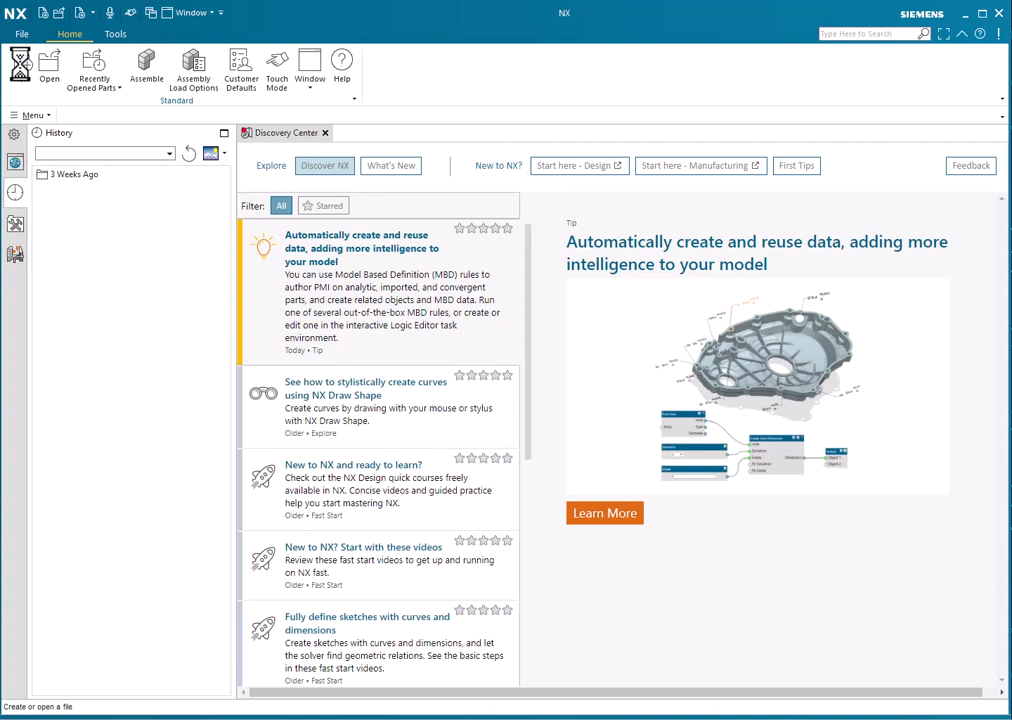 NX Window NX SIEMENS
File Home Tools Type Here to Search
Open Recently Opened Parts Assemble Assembly Load Options Customer Defaults Touch Mode Window Help
Standard
Menu
History Discovery Center
Explore Discover NX What's New New to NX? Start here - Design Start here - Manufacturing First Tips Feedback
3 Weeks Ago
Filter: All Starred
Automatically create and reuse
data, adding more intelligence to
your model
You can use Model Based Definition (MBD) rules to
author PMI on analytic, imported, and convergent
parts, and create related objects and MBD data. Run
one of several out-of-the-box MBD rules, or create or
edit one in the interactive Logic Editor task
environment.
Today • Tip
See how to stylistically create curves
using NX Draw Shape
Create curves by drawing with your mouse or stylus
with NX Draw Shape.
Older • Explore
New to NX and ready to learn?
Check out the NX Design quick courses freely
available in NX. Concise videos and guided practice
help you start mastering NX.
Older • Fast Start
New to NX? Start with these videos
Review these fast start videos to get up and running
on NX fast.
Older • Fast Start
Fully define sketches with curves and
dimensions
Create sketches with curves and dimensions, and let
the solver find geometric relations. See the basic steps
in these fast start videos.
Older • Fast Start
Tip
Automatically create and reuse data, adding more
intelligence to your model
Learn More
Create or open a file